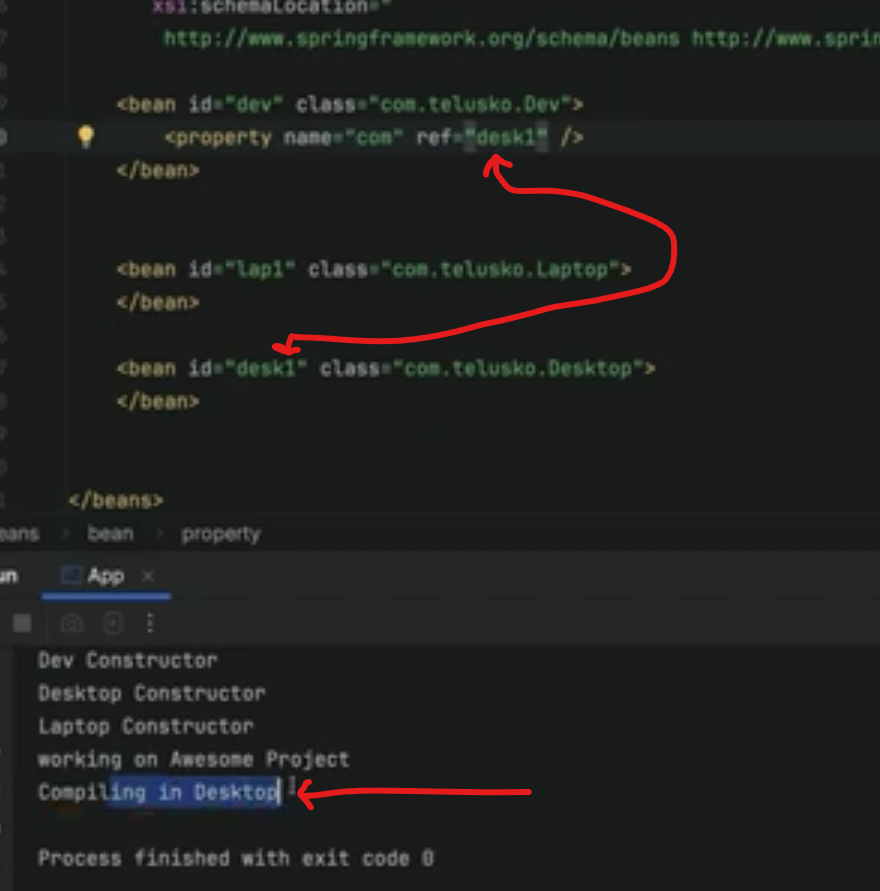 xsi:schemaLocation="
http://www.springframework.org/schema/beans http://www.sprin
<bean id="dev" class="com.telusko.Dev">
<property name="com" ref="desk1" />
</bean>
<bean id="lap1" class="com.telusko.Laptop">
</bean>
<bean id="desk1" class="com.telusko.Desktop">
</bean>
</beans>
eans > bean > property
un App ×
Dev Constructor
Desktop Constructor
Laptop Constructor
working on Awesome Project
Compiling in Desktop
Process finished with exit code 0